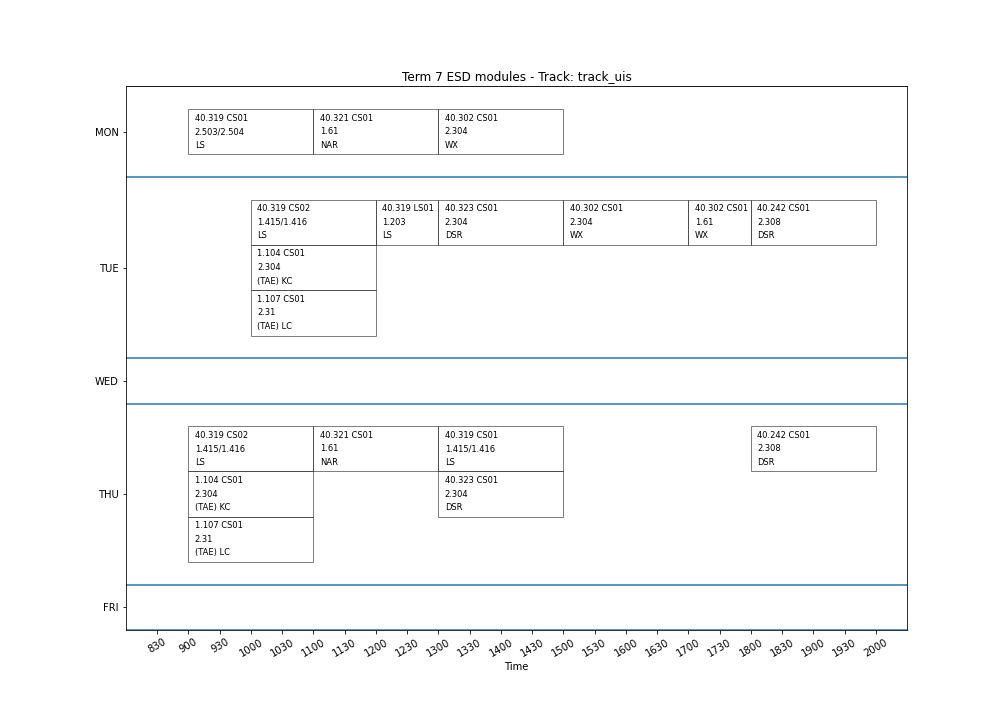 Term 7 ESD modules - Track: track_uis
MON
40.319 CS01
2.503/2.504
LS
40.321 CS01
1.61
NAR
40.302 CS01
2.304
WX
TUE
40.319 CS02
1.415/1.416
LS
40.319 LS01
1.203
LS
40.323 CS01
2.304
DSR
40.302 CS01
2.304
WX
40.302 CS01
1.61
WX
40.242 CS01
2.308
DSR
1.104 CS01
2.304
(TAE) KC
1.107 CS01
2.31
(TAE) LC
WED
THU
40.319 CS02
1.415/1.416
LS
40.321 CS01
1.61
NAR
40.319 CS01
1.415/1.416
LS
40.242 CS01
2.308
DSR
1.104 CS01
2.304
(TAE) KC
40.323 CS01
2.304
DSR
1.107 CS01
2.31
(TAE) LC
FRI
830 900 930 1000 1030 1100 1130 1200 1230 1300 1330 1400 1430 1500 1530 1600 1630 1700 1730 1800 1830 1900 1930 2000
Time